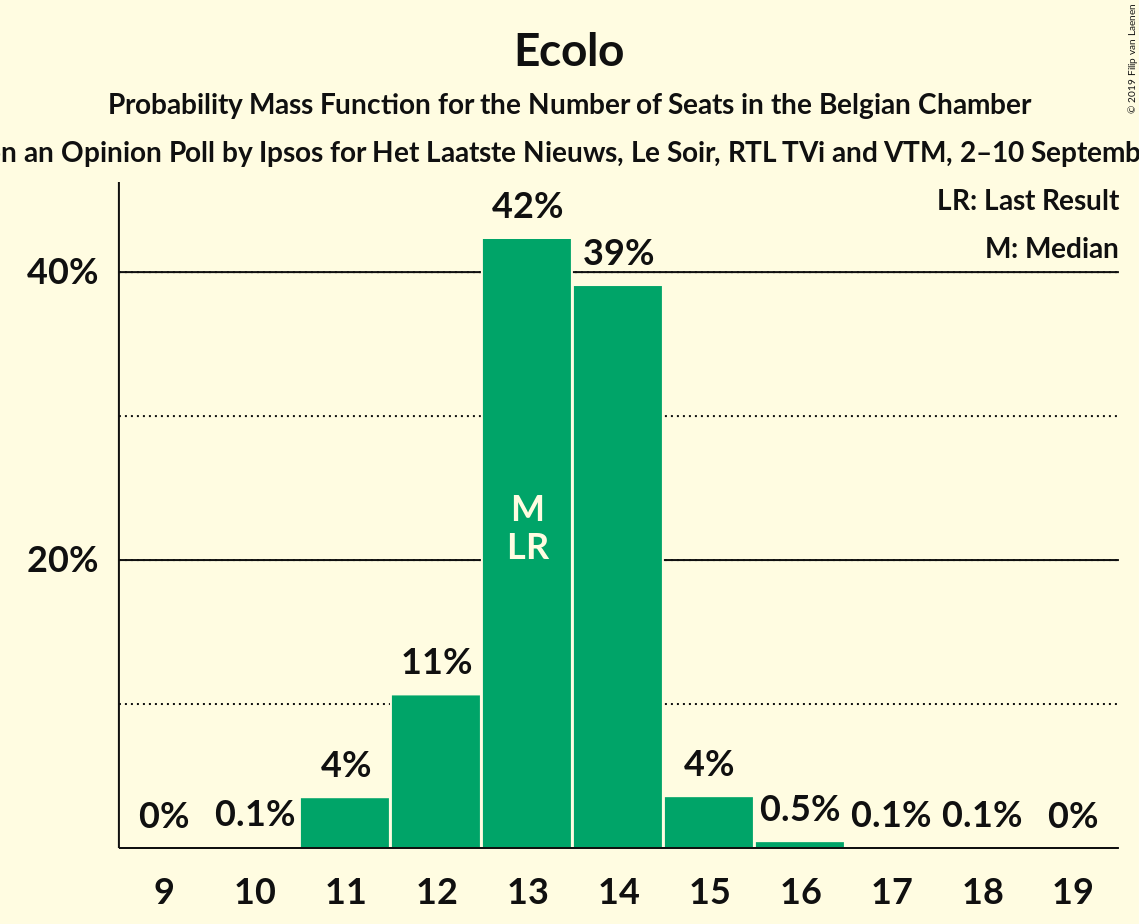 © 2019 Filip van Laenen
Ecolo
Probability Mass Function for the Number of Seats in the Belgian Chamber
an Opinion Poll by Ipsos for Het Laatste Nieuws, Le Soir, RTL TVi and VTM, 2–10 Septemb
LR: Last Result
M: Median
42%
39%
40%
M
LR
20%
11%
4%
4%
0%
0.1%
0.5%
0.1%
0.1%
0%
9 10 11 12 13 14 15 16 17 18 19